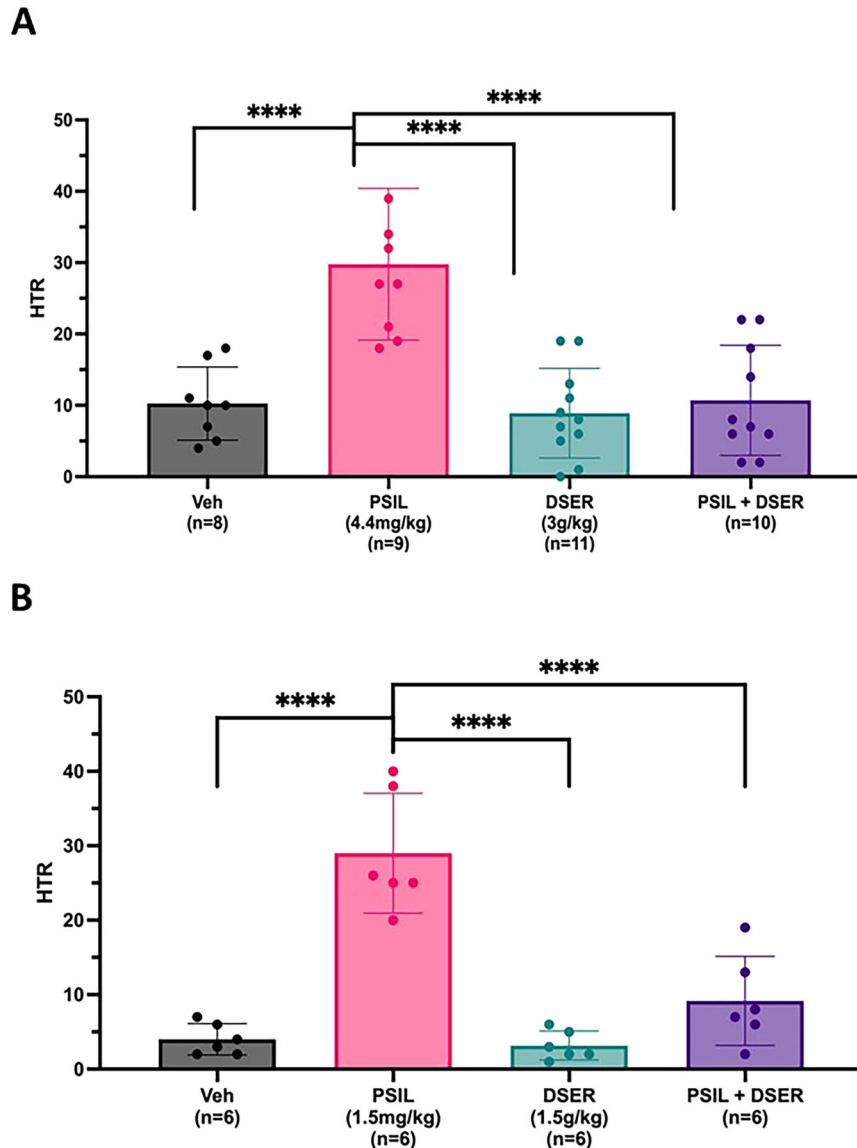 A
**** ****
****
50
40
30
20
10
0
HTR
Veh PSIL DSER PSIL + DSER
(n=8) (4.4mg/kg) (3g/kg) (n=10)
(n=9) (n=11)
B
****
**** ****
50
40
30
20
10
0
HTR
Veh PSIL DSER PSIL + DSER
(n=6) (1.5mg/kg) (1.5g/kg) (n=6)
(n=6) (n=6)